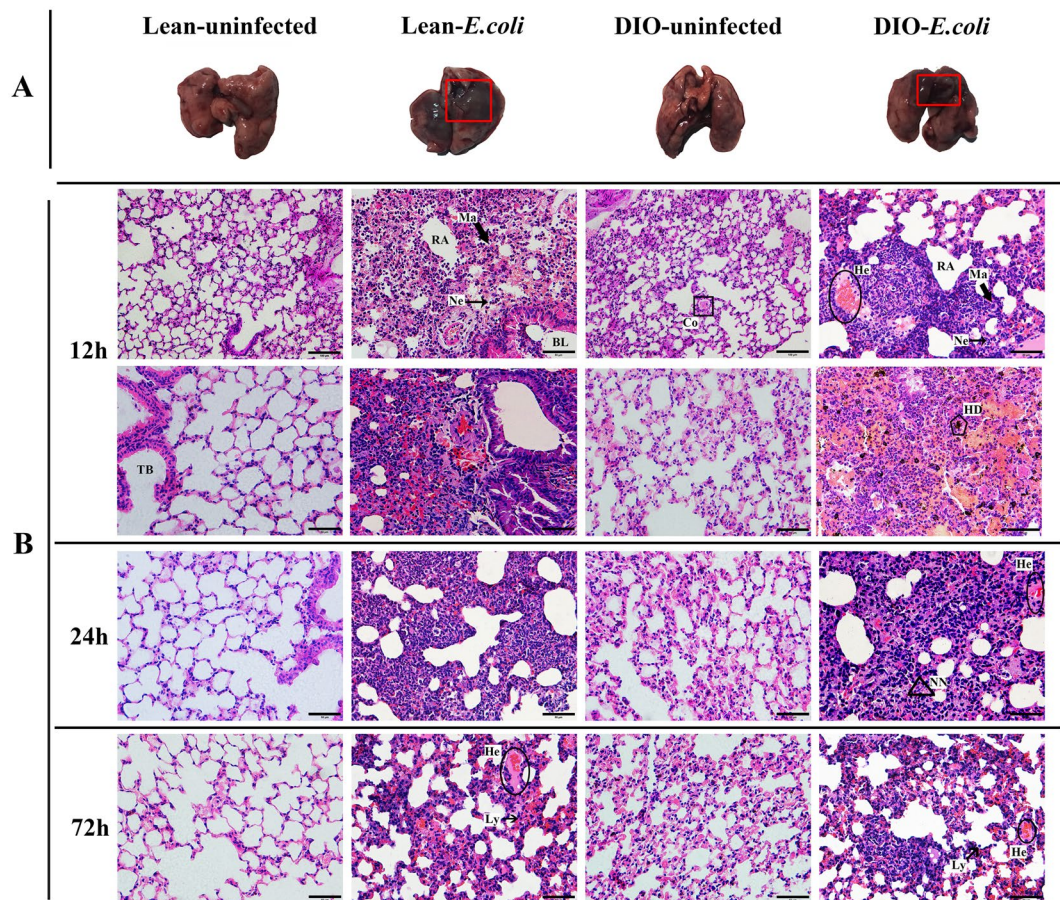 Lean-uninfected Lean-E.coli DIO-uninfected DIO-E.coli
A
Ma
RA
Ne
BL
Co
He
RA
Ma
Ne
12h
TB
HD
B
24h
He
NN
72h
He
Ly
Ly
He